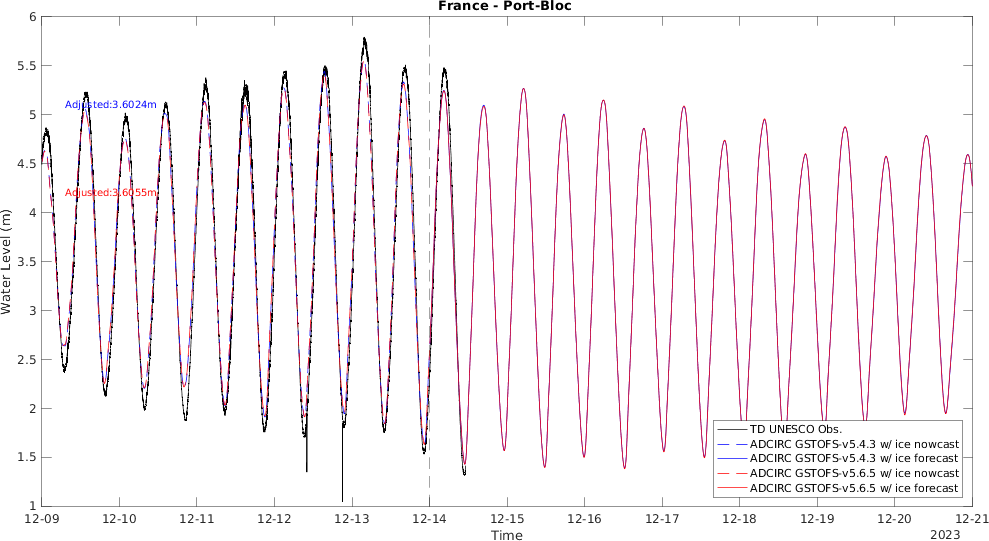 France - Port-Bloc
6
5.5
5
4.5
4
3.5
3
2.5
2
1.5
1
Water Level (m)
Adjusted:3.6024m
Adjusted:3.6055m
TD UNESCO Obs.
ADCIRC GSTOFS-v5.4.3 w/ ice nowcast
ADCIRC GSTOFS-v5.4.3 w/ ice forecast
ADCIRC GSTOFS-v5.6.5 w/ ice nowcast
ADCIRC GSTOFS-v5.6.5 w/ ice forecast
12-09 12-10 12-11 12-12 12-13 12-14 12-15 12-16 12-17 12-18 12-19 12-20 12-21
Time
2023